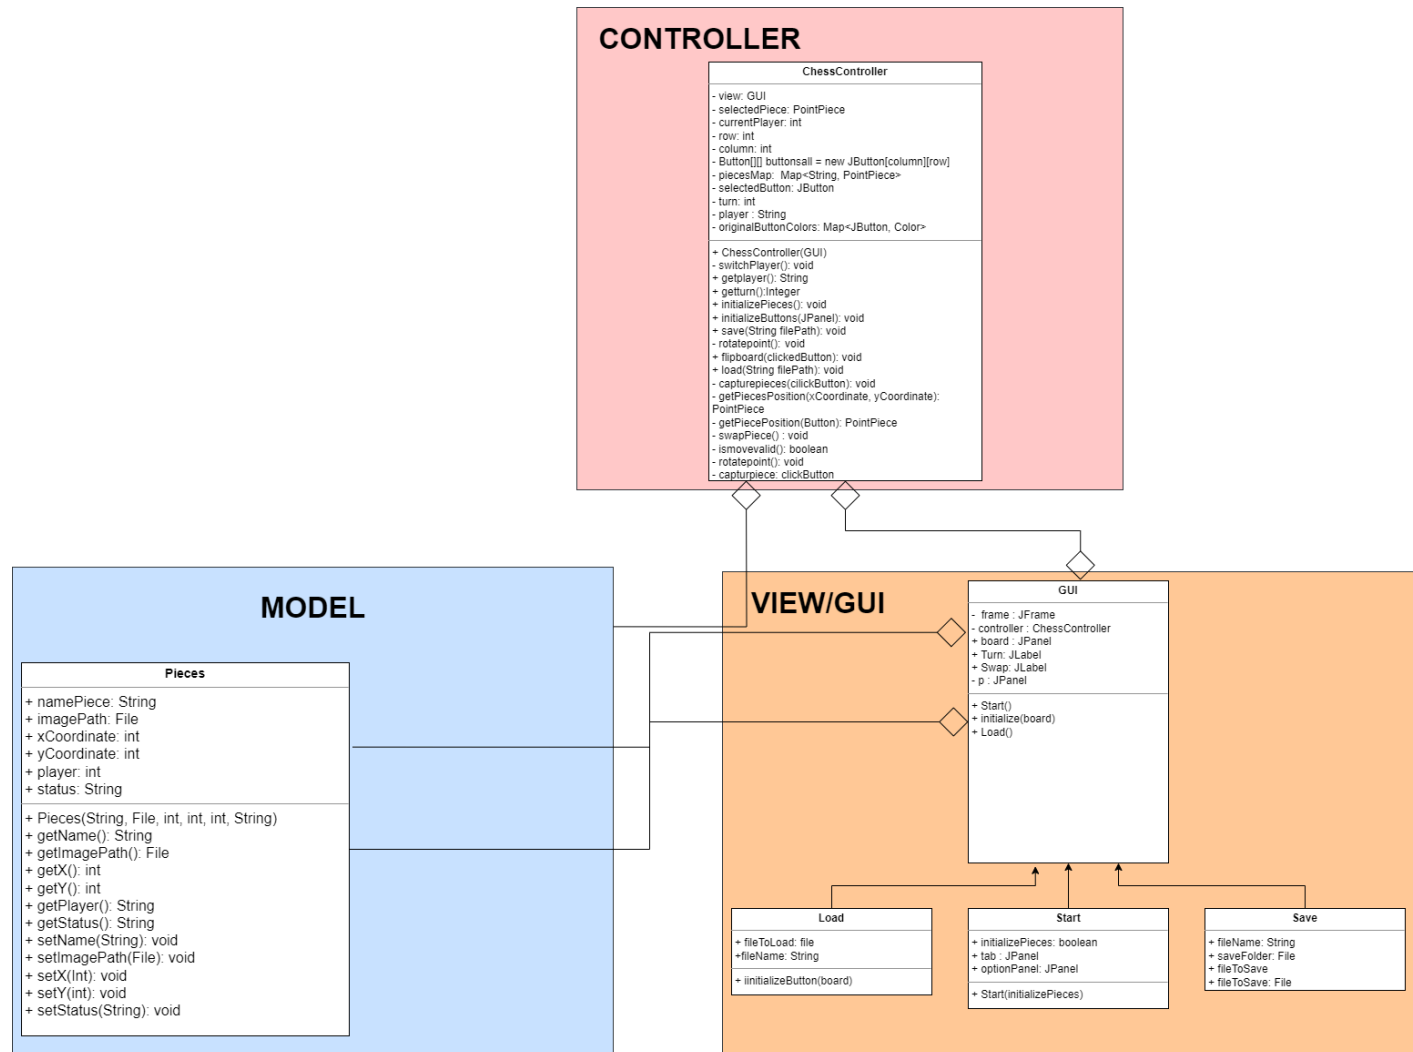 CONTROLLER
ChessController
- view: GUI
- selectedPiece: PointPiece
- currentPlayer: int
- row: int
- column: int
- Button[][] buttonsall = new JButton[column][row]
- piecesMap:  Map<String, PointPiece>
- selectedButton: JButton
- turn: int
- player : String
- originalButtonColors: Map<JButton, Color>
+ ChessController(GUI)
- switchPlayer(): void
+ getplayer(): String
+ getturn():Integer
+ initializePieces(): void
+ initializeButtons(JPanel): void
+ save(String filePath): void
- rotatepoint(): void
+ flipboard(clickedButton): void
+ load(String filePath): void
- capturepieces(cilickButton): void
- getPiecesPosition(xCoordinate, yCoordinate):
PointPiece
- getPiecePosition(Button): PointPiece
- swapPiece() : void
- ismovevalid(): boolean
- rotatepoint(): void
- capturpiece: clickButton
MODEL
Pieces
+ namePiece: String
+ imagePath: File
+ xCoordinate: int
+ yCoordinate: int
+ player: int
+ status: String
+ Pieces(String, File, int, int, int, String)
+ getName(): String
+ getImagePath(): File
+ getX(): int
+ getY(): int
+ getPlayer(): String
+ getStatus(): String
+ setName(String): void
+ setImagePath(File): void
+ setX(Int): void
+ setY(int): void
+ setStatus(String): void
VIEW/GUI
GUI
-  frame : JFrame
- controller : ChessController
+ board : JPanel
+ Turn: JLabel
+ Swap: JLabel
- p : JPanel
+ Start()
+ initialize(board)
+ Load()
Load
+ fileToLoad: file
+fileName: String
+ iinitializeButton(board)
Start
+ initializePieces: boolean
+ tab : JPanel
+ optionPanel: JPanel
+ Start(initializePieces)
Save
+ fileName: String
+ saveFolder: File
+ fileToSave
+ fileToSave: File